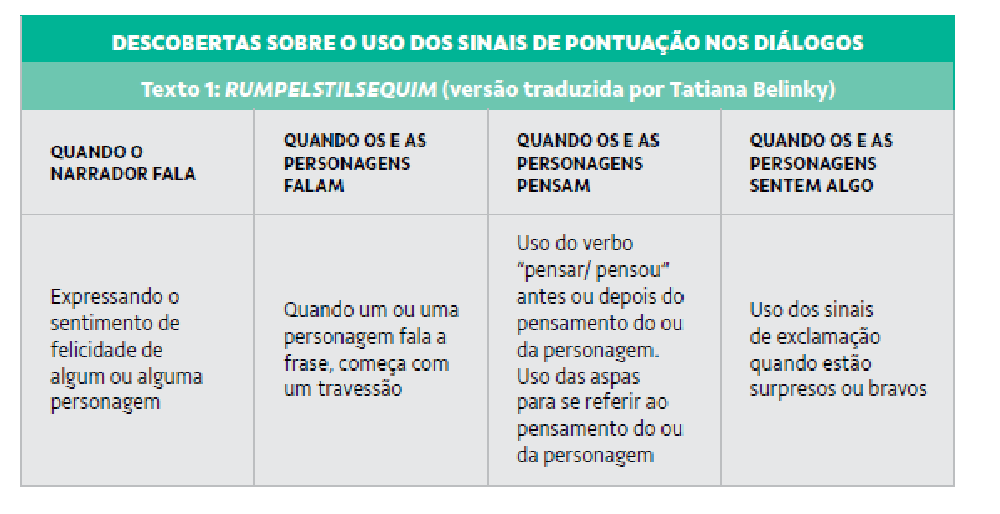 DESCOBERTAS SOBRE O USO DOS SINAIS DE PONTUAÇÃO NOS DIÁLOGOS
Texto 1: RUMPELSTILSEQUIM (versão traduzida por Tatiana Belinky)
QUANDO O
NARRADOR FALA
QUANDO OS E AS
PERSONAGENS
FALAM
QUANDO OS E AS
PERSONAGENS
PENSAM
QUANDO OS E AS
PERSONAGENS
SENTEM ALGO
Expressando o
sentimento de
felicidade de
algum ou alguma
personagem
Quando um ou uma
personagem fala a
frase, começa com
um travessão
Uso do verbo
“pensar/ pensou”
antes ou depois do
pensamento do ou
da personagem.
Uso das aspas
para se referir ao
pensamento do ou
da personagem
Uso dos sinais
de exclamação
quando estão
surpresos ou bravos